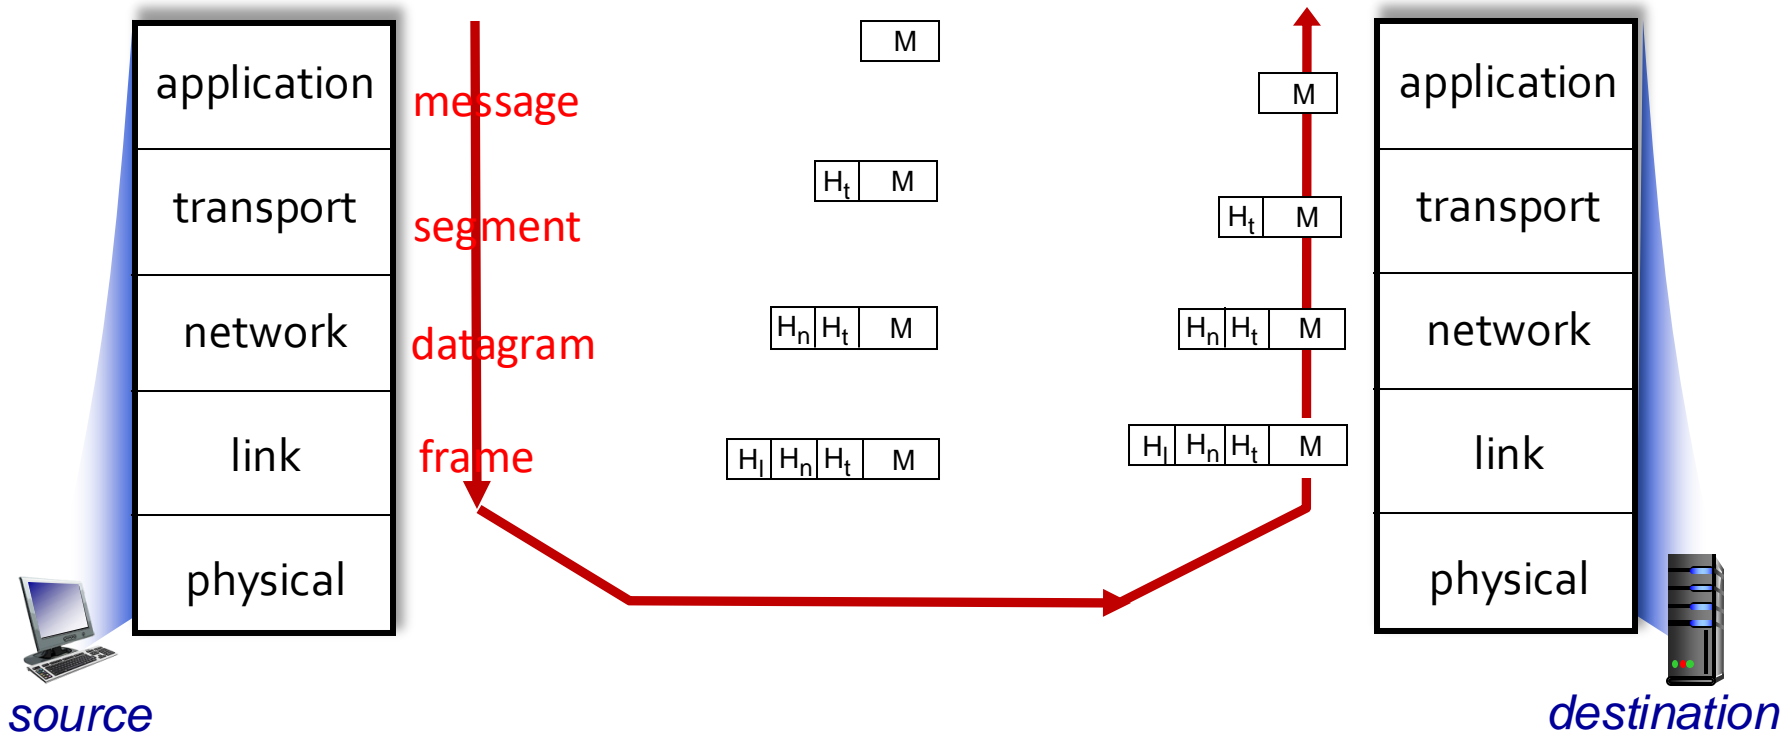 application
message
M
M
application
transport
segment
Ht M
Ht M
transport
network
datagram
Hn Ht M
Hn Ht M
network
link
frame
Hl Hn Ht M
Hl Hn Ht M
link
physical
physical
source
destination